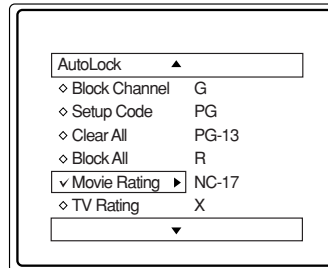 AutoLock
Block Channel G
Setup Code PG
Clear All PG-13
Block All R
Movie Rating NC-17
TV Rating X